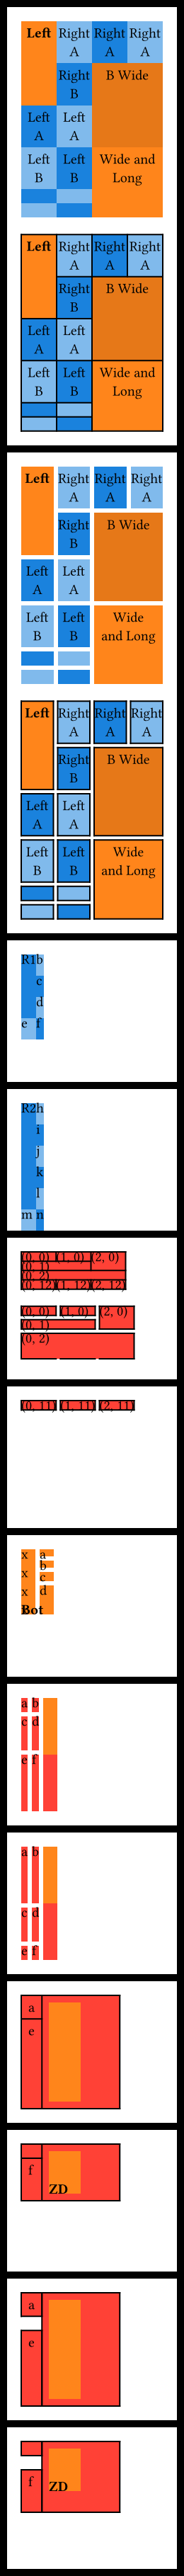 Left Right Right Right
A A A
Right B Wide
B
Left Left
A A
Left Left Wide and
B B Long
Left Right Right Right
A A A
Right B Wide
B
Left Left
A A
Left Left Wide and
B B Long
Left Right Right Right
A A A
Right B Wide
B
Left Left
A A
Left Left Wide
B B and Long
Left Right Right Right
A A A
Right B Wide
B
Left Left
A A
Left Left Wide
B B and Long
R1 b
c
d
e f
R2 h
i
j
k
l
m n
(0, 0) (1, 0) (2, 0)
(0, 1)
(0, 2)
(0, 12) (1, 12) (2, 12)
(0, 0) (1, 0) (2, 0)
(0, 1)
(0, 2)
(0, 11) (1, 11) (2, 11)
x a
b
x c
x d
Bot
a b
c d
e f
a b
c d
e f
a
e
f
ZD
a
e
f
ZD